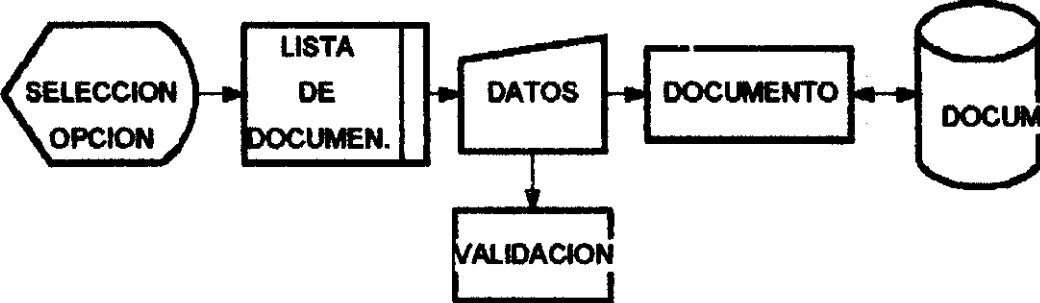 SELECCION
OPCION
LISTA
DE
DOCUMEN.
DATOS
DOCUMENTO
DOCUM
VALIDACION